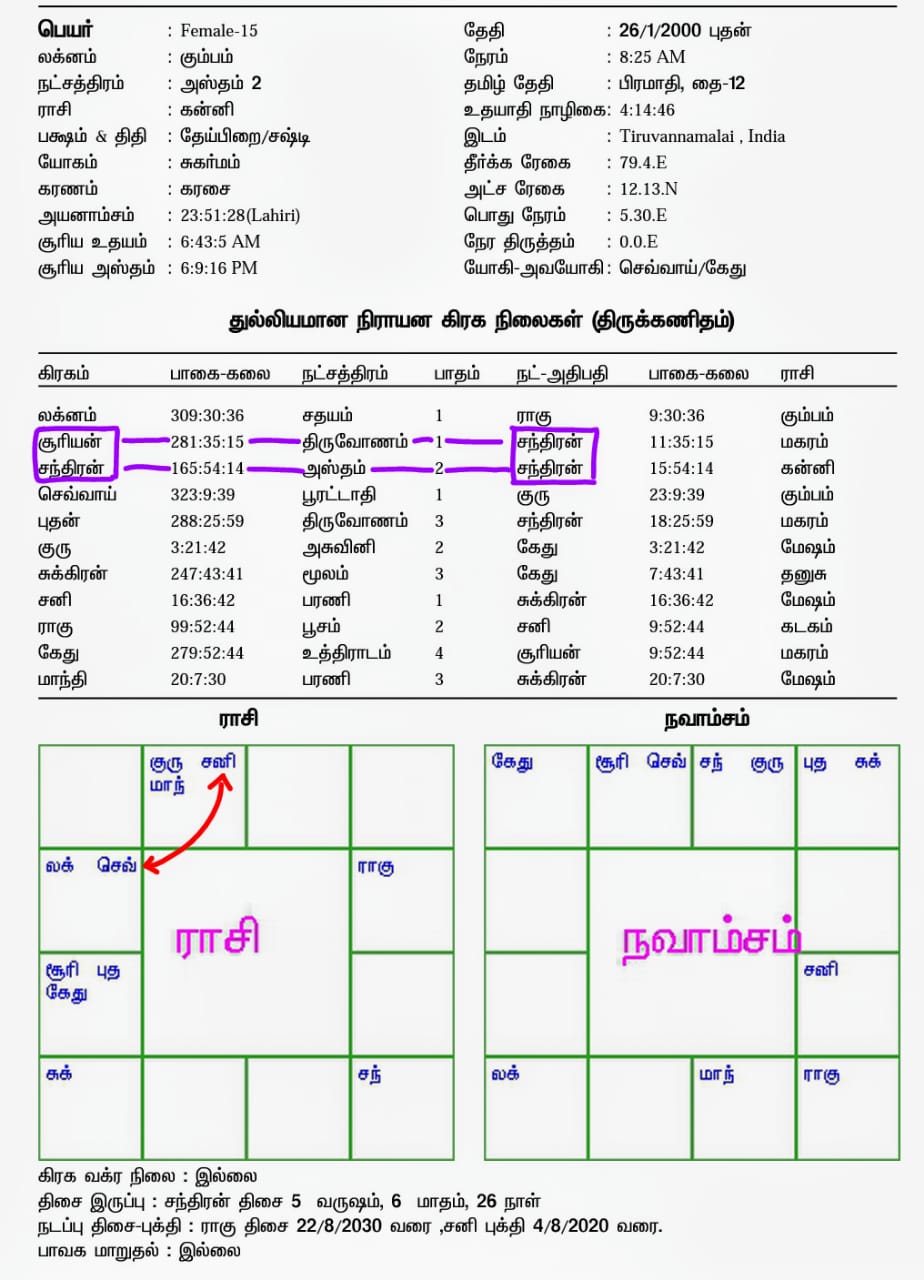 பெயர் : Female-15 தேதி : 26/1/2000 புதன்
லக்னம் : கும்பம் நேரம் : 8:25 AM
நட்சத்திரம் : அஸ்தம் 2 தமிழ் தேதி : பிரமாதி, தை-12
ராசி : கன்னி உதயாதி நாழிகை: 4:14:46
பக்ஷம் & திதி : தேய்பிறை/சஷ்டி இடம் : Tiruvannamalai , India
யோகம் : சுகர்மம் தீர்க்க ரேகை : 79.4.E
கரணம் : கரசை அட்ச ரேகை : 12.13.N
அயனாம்சம் : 23:51:28(Lahiri) பொது நேரம் : 5.30.E
சூரிய உதயம் : 6:43:5 AM நேர திருத்தம் : 0.0.E
சூரிய அஸ்தம் : 6:9:16 PM யோகி-அவயோகி: செவ்வாய்/கேது
துல்லியமான நிராயன கிரக நிலைகள் (திருக்கணிதம்)
கிரகம் பாகை-கலை நட்சத்திரம் பாதம் நட்-அதிபதி பாகை-கலை ராசி
லக்னம் 309:30:36 சதயம் 1 ராகு 9:30:36 கும்பம்
சூரியன் 281:35:15 திருவோணம் 1 சந்திரன் 11:35:15 மகரம்
சந்திரன் 165:54:14 அஸ்தம் 2 சந்திரன் 15:54:14 கன்னி
செவ்வாய் 323:9:39 பூரட்டாதி 1 குரு 23:9:39 கும்பம்
புதன் 288:25:59 திருவோணம் 3 சந்திரன் 18:25:59 மகரம்
குரு 3:21:42 அசுவினி 2 கேது 3:21:42 மேஷம்
சுக்கிரன் 247:43:41 மூலம் 3 கேது 7:43:41 தனுசு
சனி 16:36:42 பரணி 1 சுக்கிரன் 16:36:42 மேஷம்
ராகு 99:52:44 பூசம் 2 சனி 9:52:44 கடகம்
கேது 279:52:44 உத்திராடம் 4 சூரியன் 9:52:44 மகரம்
மாந்தி 20:7:30 பரணி 3 சுக்கிரன் 20:7:30 மேஷம்
ராசி நவாம்சம்
குரு சனி கேது சூரி செவ் சந் குரு புத சுக்
மாந்
லக் செவ் ராகு
ராசி நவாம்சம்
சூரி புத சனி
கேது
சுக் சந் லக் மாந் ராகு
கிரக வக்ர நிலை : இல்லை
திசை இருப்பு : சந்திரன் திசை 5 வருஷம், 6 மாதம், 26 நாள்
நடப்பு திசை-புக்தி : ராகு திசை 22/8/2030 வரை ,சனி புக்தி 4/8/2020 வரை.
பாவக மாறுதல் : இல்லை